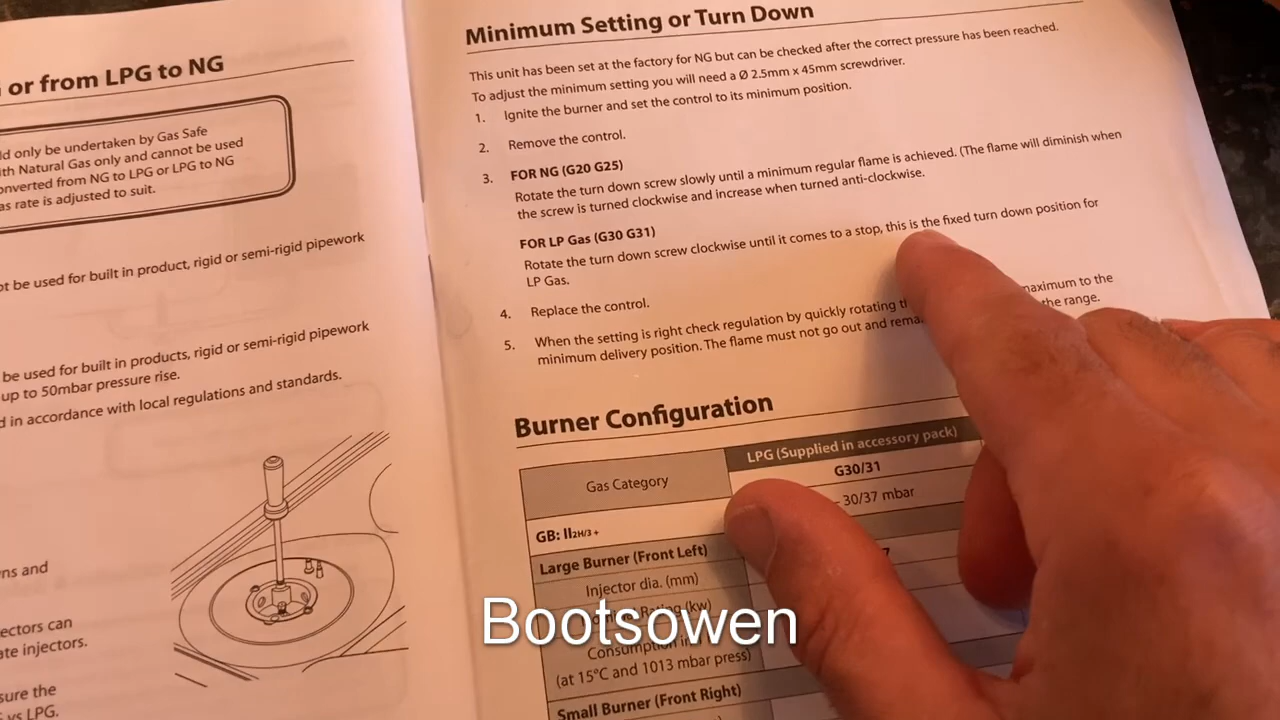 or from LPG to NG
ld only be undertaken by Gas Safe
ith Natural Gas only and cannot be used
onverted from NG to LPG or LPG to NG
as rate is adjusted to suit.
ot be used for built in product, rigid or semi-rigid pipework
be used for built in products, rigid or semi-rigid pipework
up to 50mbar pressure rise.
d in accordance with local regulations and standards.
ns and
ectors can
ate injectors.
sure the
vs LPG.
Minimum Setting or Turn Down
This unit has been set at the factory for NG but can be checked after the correct pressure has been reached.
To adjust the minimum setting you will need a Ø 2.5mm x 45mm screwdriver.
1. Ignite the burner and set the control to its minimum position.
2. Remove the control.
3. FOR NG (G20 G25)
Rotate the turn down screw slowly until a minimum regular flame is achieved. (The flame will diminish when
the screw is turned clockwise and increase when turned anti-clockwise.
FOR LP Gas (G30 G31)
Rotate the turn down screw clockwise until it comes to a stop, this is the fixed turn down position for
LP Gas.
4. Replace the control.
5. When the setting is right check regulation by quickly rotating maximum to the
minimum delivery position. The flame must not go out and the range.
Burner Configuration
Gas Category
LPG (Supplied in accessory pack)
G30/31
30/37 mbar
GB: II2H/3+
Large Burner (Front Left)
7
Injector dia. (mm)
(kw)
Consumption
(at 15°C and 1013 mbar press)
Small Burner (Front Right)
Bootsowen